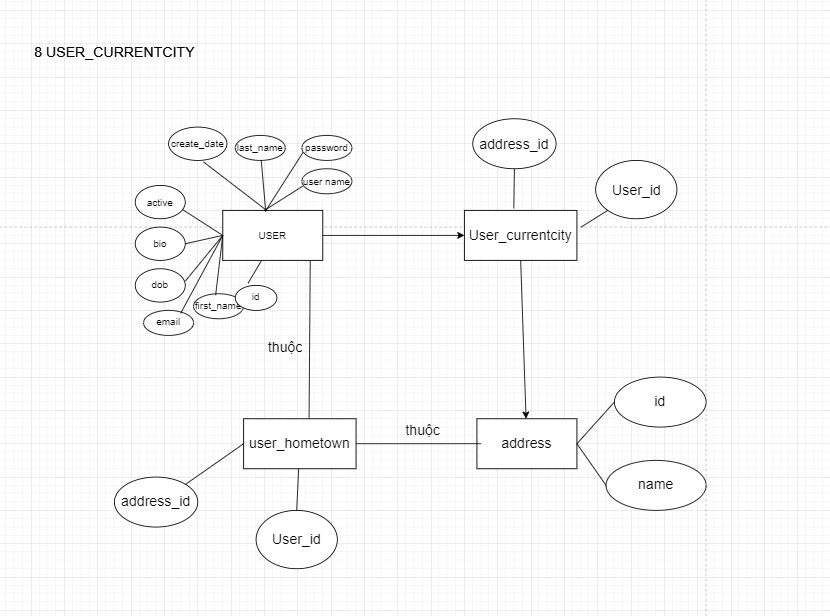 8 USER_CURRENTCITY
create_date
last_name
password
user name
address_id
User_id
active
bio
dob
email
first_name
id
USER
User_currentcity
thuộc
thuộc
user_hometown
address
id
name
address_id
User_id